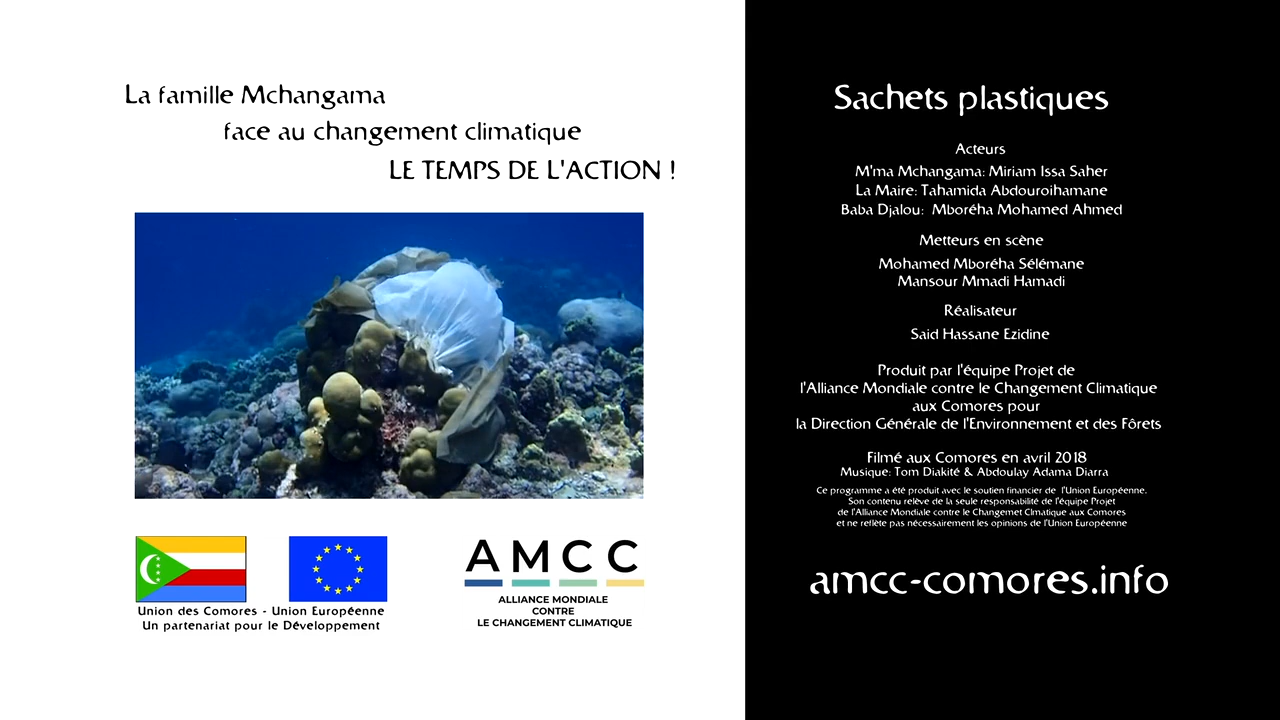 La famille Mchangama
face au changement climatique
LE TEMPS DE L'ACTION !
Union des Comores - Union Européenne
Un partenariat pour le Développement
AMCC
ALLIANCE MONDIALE
CONTRE
LE CHANGEMENT CLIMATIQUE
Sachets plastiques
Acteurs
M'ma Mchangama: Miriam Issa Saher
La Maire: Tahamida Abdouroihamane
Baba Djalou: Mboréha Mohamed Ahmed
Metteurs en scène
Mohamed Mboréha Sélémane
Mansour Mmadi Hamadi
Réalisateur
Said Hassane Ezidine
Produit par l'équipe Projet de
l'Alliance Mondiale contre le Changement Climatique
aux Comores pour
la Direction Générale de l'Environnement et des Fôrets
Filmé aux Comores en avril 2018
Musique: Tom Diakité & Abdoulay Adama Diarra
Ce programme a été produit avec le soutien financier de l'Union Européenne.
Son contenu relève de la seule responsabilité de l'équipe Projet
de l'Alliance Mondiale contre le Changemet Clmatique aux Comores
et ne reflète pas nécessairement les opinions de l'Union Européenne
amcc-comores.info